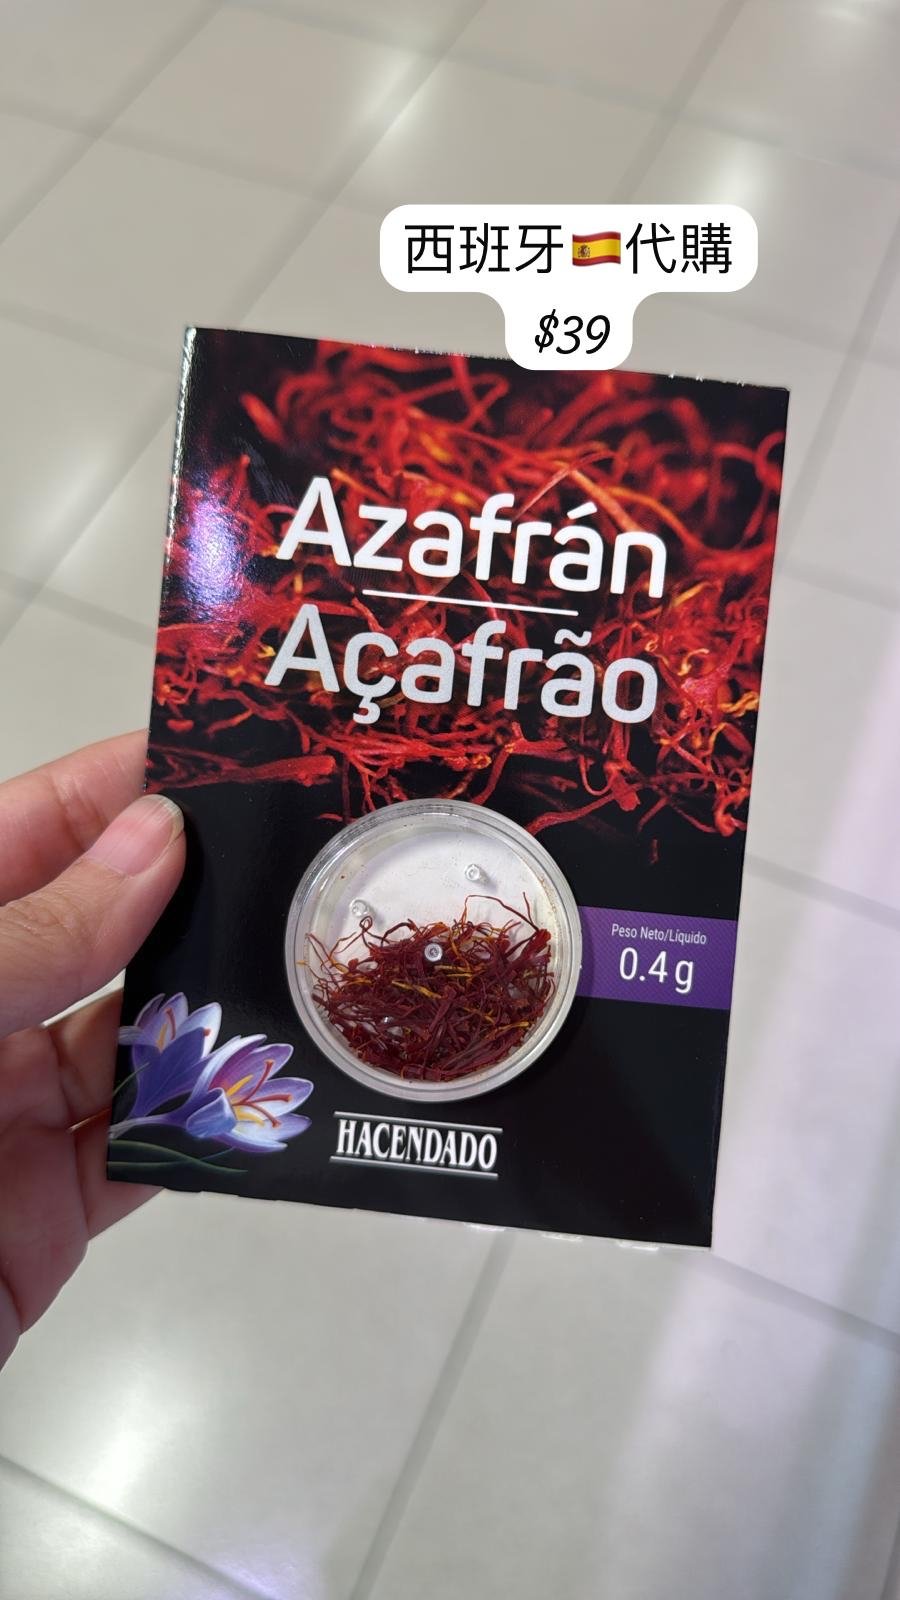 西班牙🇪🇸代購
$39
Azafrán
Açafrão
Peso Neto/Líquido
0.4 g
HACENDADO